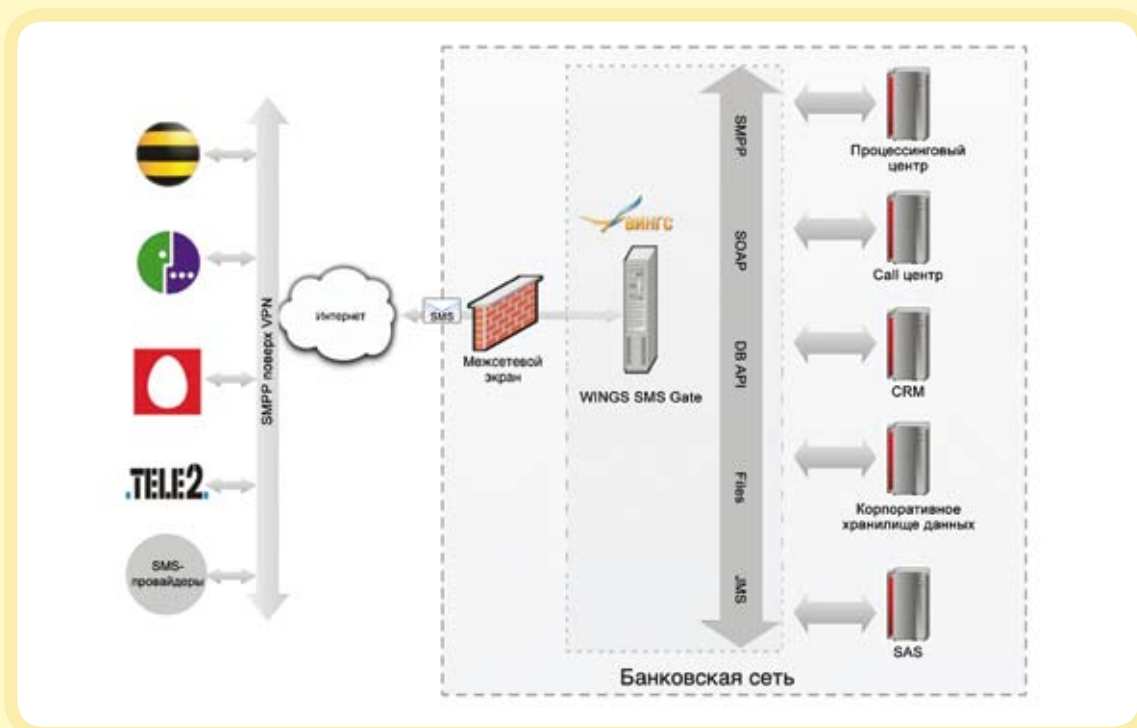 .TELE2.
SMS-
провайдеры
SMPP поверх VPN
Интернет
SMS
Межсетевой
экран
ВИНГС
WINGS SMS Gate
SMPP
SOAP
DB API
Files
JMS
Процессинговый
центр
Call центр
CRM
Корпоративное
хранилище данных
SAS
Банковская сеть